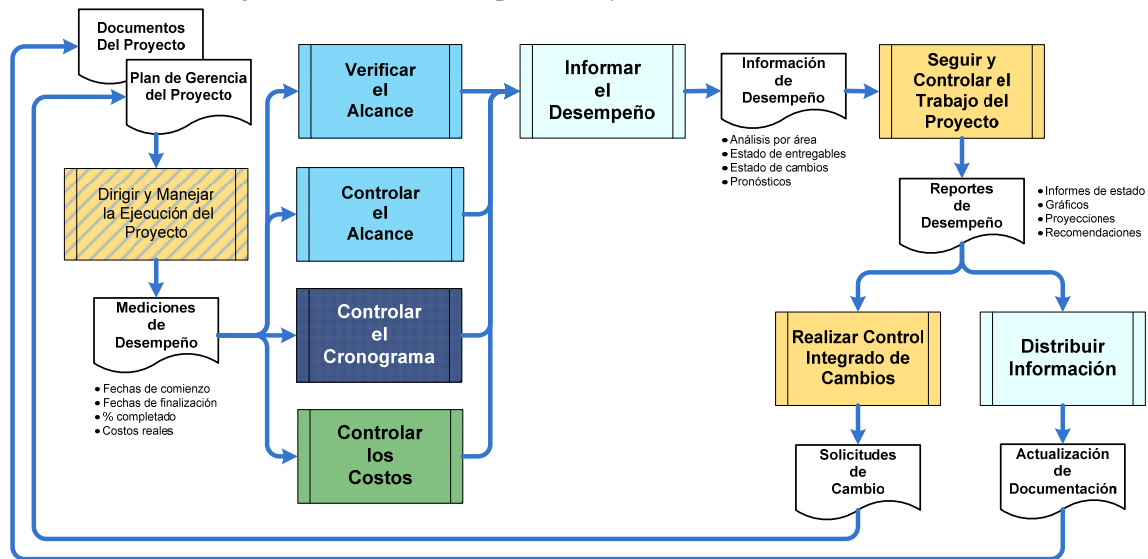 Documentos
Del Proyecto
Plan de Gerencia
del Proyecto
Dirigir y Manejar
la Ejecución del
Proyecto
Mediciones
de
Desempeño
• Fechas de comienzo
• Fechas de finalización
• % completado
• Costos reales
Verificar
el
Alcance
Controlar
el
Alcance
Controlar
el
Cronograma
Controlar
los
Costos
Informar
el
Desempeño
Información
de
Desempeño
• Análisis por área
• Estado de entregables
• Estado de cambios
• Pronósticos
Seguir y
Controlar el
Trabajo del
Proyecto
Reportes
de
Desempeño
• Informes de estado
• Gráficos
• Proyecciones
• Recomendaciones
Realizar Control
Integrado de
Cambios
Distribuir
Información
Solicitudes
de
Cambio
Actualización
de
Documentación